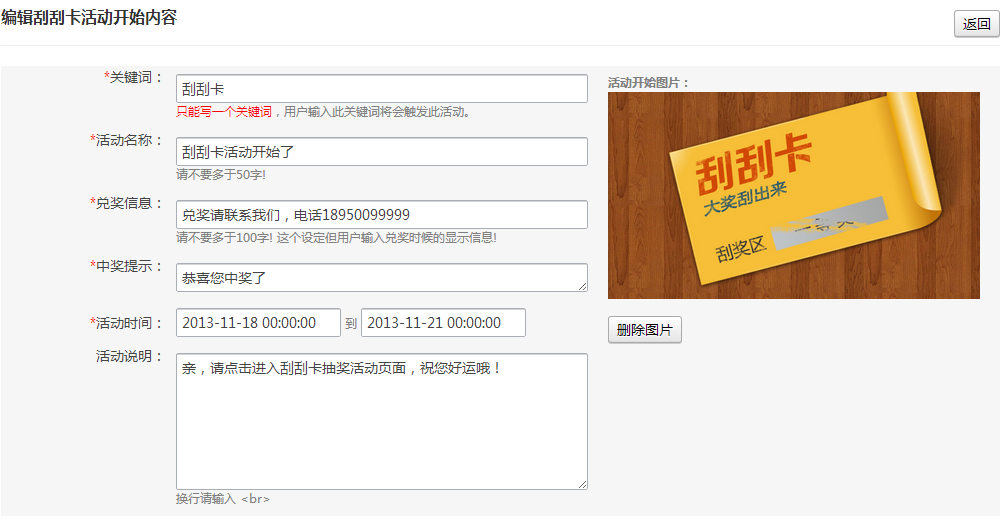 编辑刮刮卡活动开始内容
返回
*关键词：
刮刮卡
只能写一个关键词，用户输入此关键词将会触发此活动。
*活动名称：
刮刮卡活动开始了
请不要多于50字!
*兑奖信息：
兑奖请联系我们，电话18950099999
请不要多于100字! 这个设定但用户输入兑奖时候的显示信息!
*中奖提示：
恭喜您中奖了
*活动时间：
2013-11-18 00:00:00 到 2013-11-21 00:00:00
活动说明：
亲，请点击进入刮刮卡抽奖活动页面，祝您好运哦！
换行请输入 <br>
活动开始图片：
刮刮卡
大奖刮出来
刮奖区
删除图片